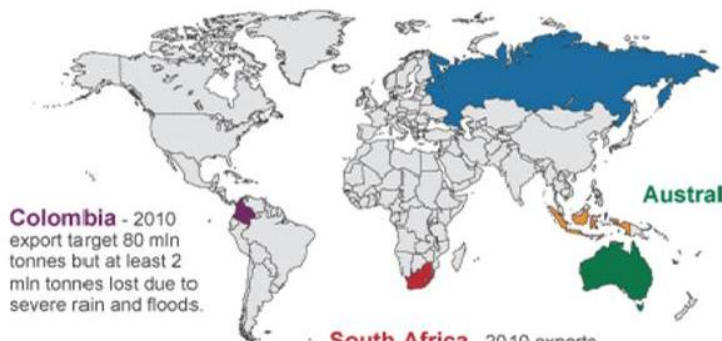 Colombia - 2010
export target 80 mln
tonnes but at least 2
mln tonnes lost due to
severe rain and floods.
Austral
South Africa - 2010 exports